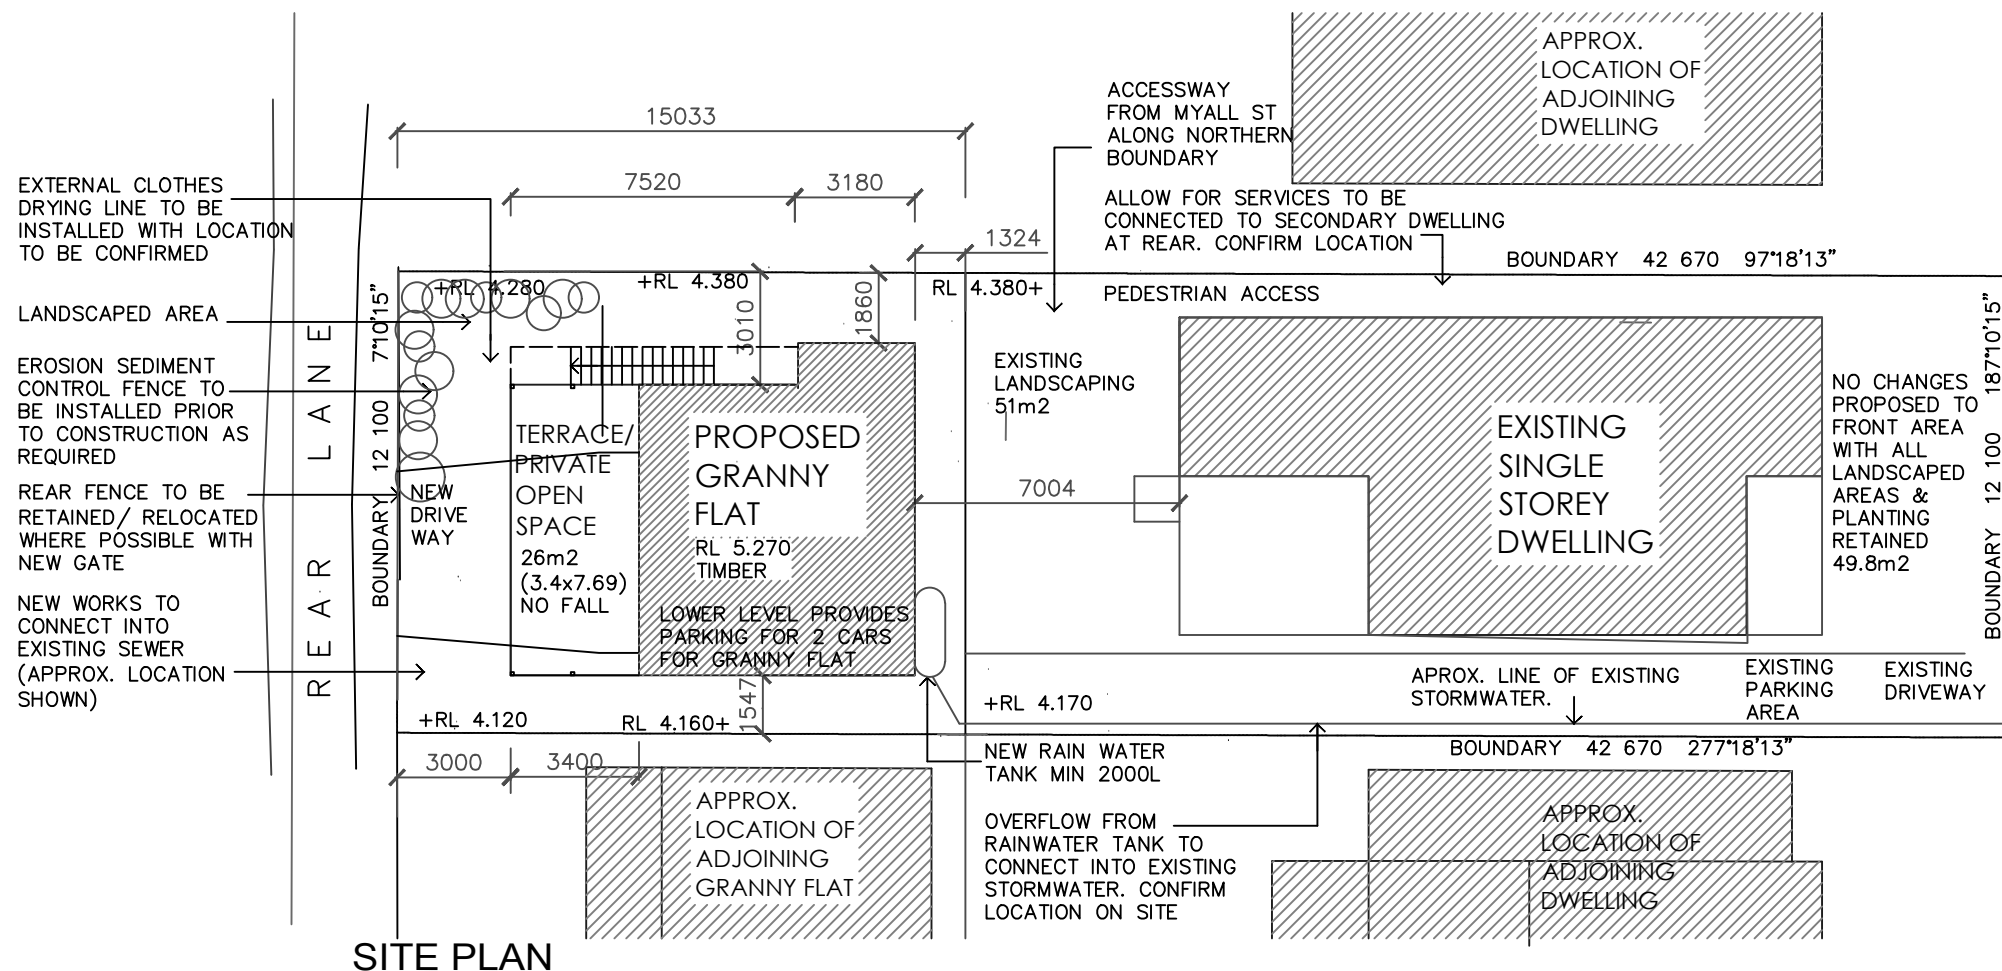 15033
7520
3180
1324
ACCESSWAY
FROM MYALL ST
ALONG NORTHERN
BOUNDARY
APPROX.
LOCATION OF
ADJOINING
DWELLING
ALLOW FOR SERVICES TO BE
CONNECTED TO SECONDARY DWELLING
AT REAR. CONFIRM LOCATION
BOUNDARY 42 670 97°18'13"
EXTERNAL CLOTHES
DRYING LINE TO BE
INSTALLED WITH LOCATION
TO BE CONFIRMED
LANDSCAPED AREA
EROSION SEDIMENT
CONTROL FENCE TO
BE INSTALLED PRIOR
TO CONSTRUCTION AS
REQUIRED
REAR FENCE TO BE
RETAINED/ RELOCATED
WHERE POSSIBLE WITH
NEW GATE
NEW WORKS TO
CONNECT INTO
EXISTING SEWER
(APPROX. LOCATION
SHOWN)
REAR LANE
BOUNDARY 12 100 7°10'15"
+RL 4.280
+RL 4.380
RL 4.380+
PEDESTRIAN ACCESS
3010
1860
EXISTING
LANDSCAPING
51m2
NEW
DRIVE
WAY
TERRACE/
PRIVATE
OPEN
SPACE
26m2
(3.4x7.69)
NO FALL
PROPOSED
GRANNY
FLAT
RL 5.270
TIMBER
LOWER LEVEL PROVIDES
PARKING FOR 2 CARS
FOR GRANNY FLAT
7004
EXISTING
SINGLE
STOREY
DWELLING
NO CHANGES
PROPOSED TO
FRONT AREA
WITH ALL
LANDSCAPED
AREAS &
PLANTING
RETAINED
49.8m2
BOUNDARY 12 100 187°10'15"
+RL 4.120
RL 4.160+
1547
+RL 4.170
APROX. LINE OF EXISTING
STORMWATER.
EXISTING
PARKING
AREA
EXISTING
DRIVEWAY
BOUNDARY 42 670 277°18'13"
3000
3400
NEW RAIN WATER
TANK MIN 2000L
OVERFLOW FROM
RAINWATER TANK TO
CONNECT INTO EXISTING
STORMWATER. CONFIRM
LOCATION ON SITE
APPROX.
LOCATION OF
ADJOINING
GRANNY FLAT
APPROX.
LOCATION OF
ADJOINING
DWELLING
SITE PLAN